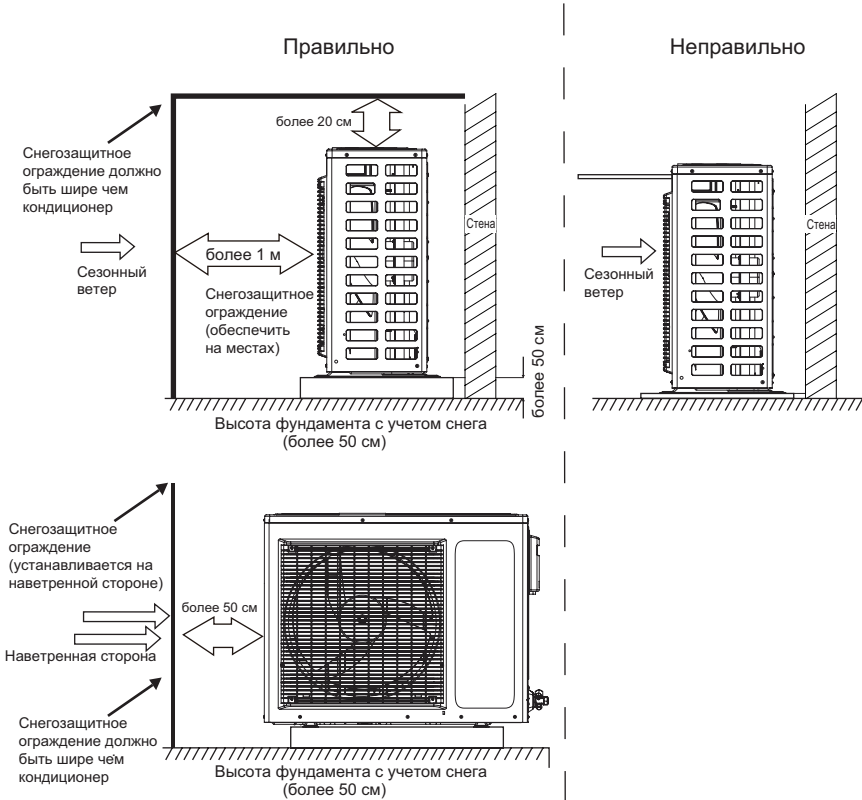 Правильно
Неправильно
более 20 см
Снегозащитное
ограждение должно
быть шире чем
кондиционер
Стена
Стена
более 1 м
Сезонный
ветер
Снегозащитное
ограждение
(обеспечить
на местах)
Сезонный
ветер
более 50 см
Высота фундамента с учетом снега
(более 50 см)
Снегозащитное
ограждение
(устанавливается на
наветренной стороне)
более 50 см
Наветренная сторона
Снегозащитное
ограждение должно
быть шире чем
кондиционер
Высота фундамента с учетом снега
(более 50 см)